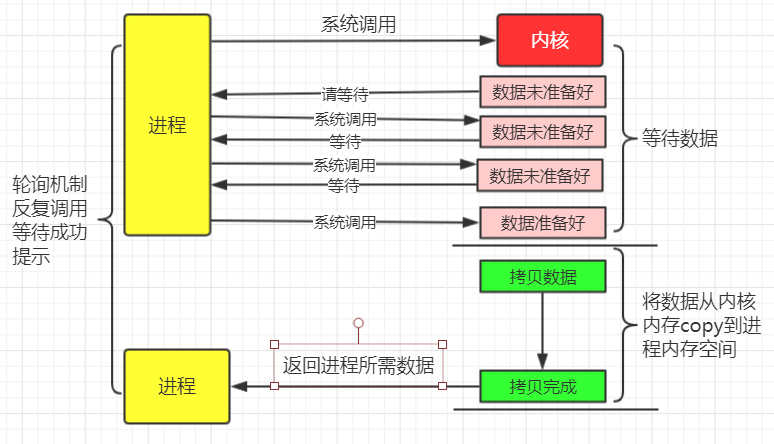 系统调用
内核
请等待
数据未准备好
系统调用
数据未准备好
等待
进程
等待数据
系统调用
数据未准备好
等待
系统调用
数据准备好
轮询机制
反复调用
等待成功
提示
拷贝数据
将数据从内核
内存copy到进
程内存空间
返回进程所需数据
进程
拷贝完成